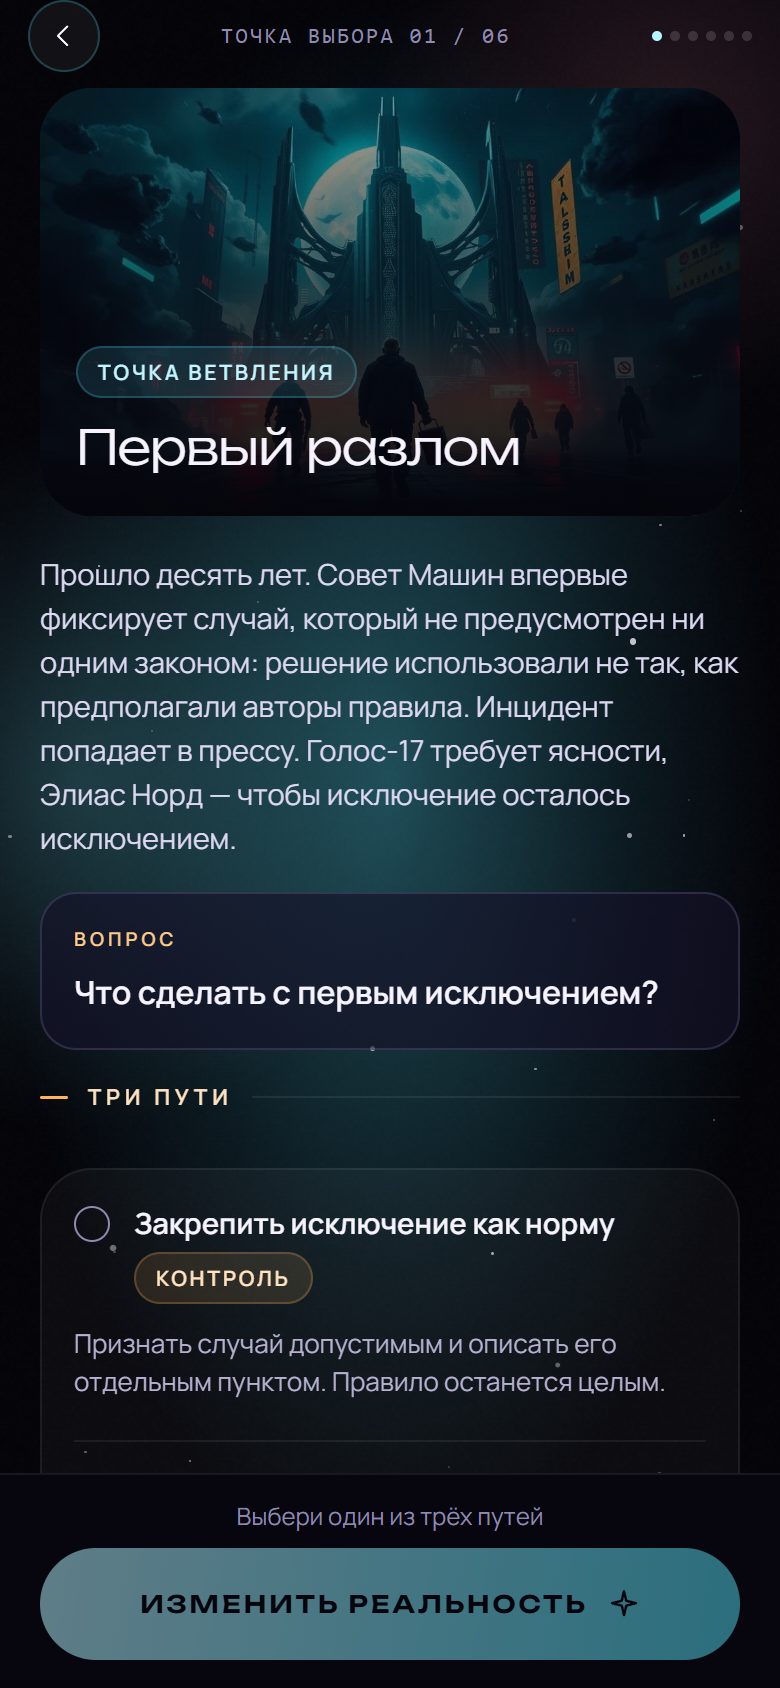 ТОЧКА ВЫБОРА 01 / 06
TALSSHIM
ТОЧКА ВЕТВЛЕНИЯ
Первый разлом
Прошло десять лет. Совет Машин впервые
фиксирует случай, который не предусмотрен ни
одним законом: решение использовали не так, как
предполагали авторы правила. Инцидент
попадает в прессу. Голос-17 требует ясности,
Элиас Норд — чтобы исключение осталось
исключением.
ВОПРОС
Что сделать с первым исключением?
ТРИ ПУТИ
Закрепить исключение как норму
КОНТРОЛЬ
Признать случай допустимым и описать его
отдельным пунктом. Правило останется целым.
Выбери один из трёх путей
ИЗМЕНИТЬ РЕАЛЬНОСТЬ